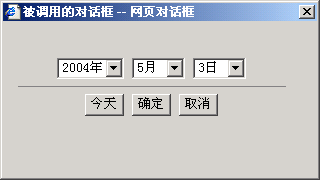 被调用的对话框 -- 网页对话框
2004年 5月 3日
今天 确定 取消